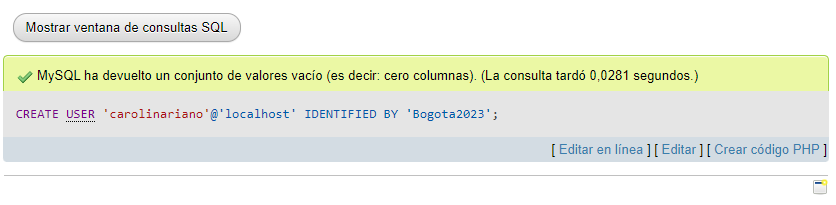 Mostrar ventana de consultas SQL
MySQL ha devuelto un conjunto de valores vacío (es decir: cero columnas). (La consulta tardó 0,0281 segundos.)
CREATE USER 'carolinariano'@'localhost' IDENTIFIED BY 'Bogota2023';
[ Editar en línea ] [ Editar ] [ Crear código PHP ]